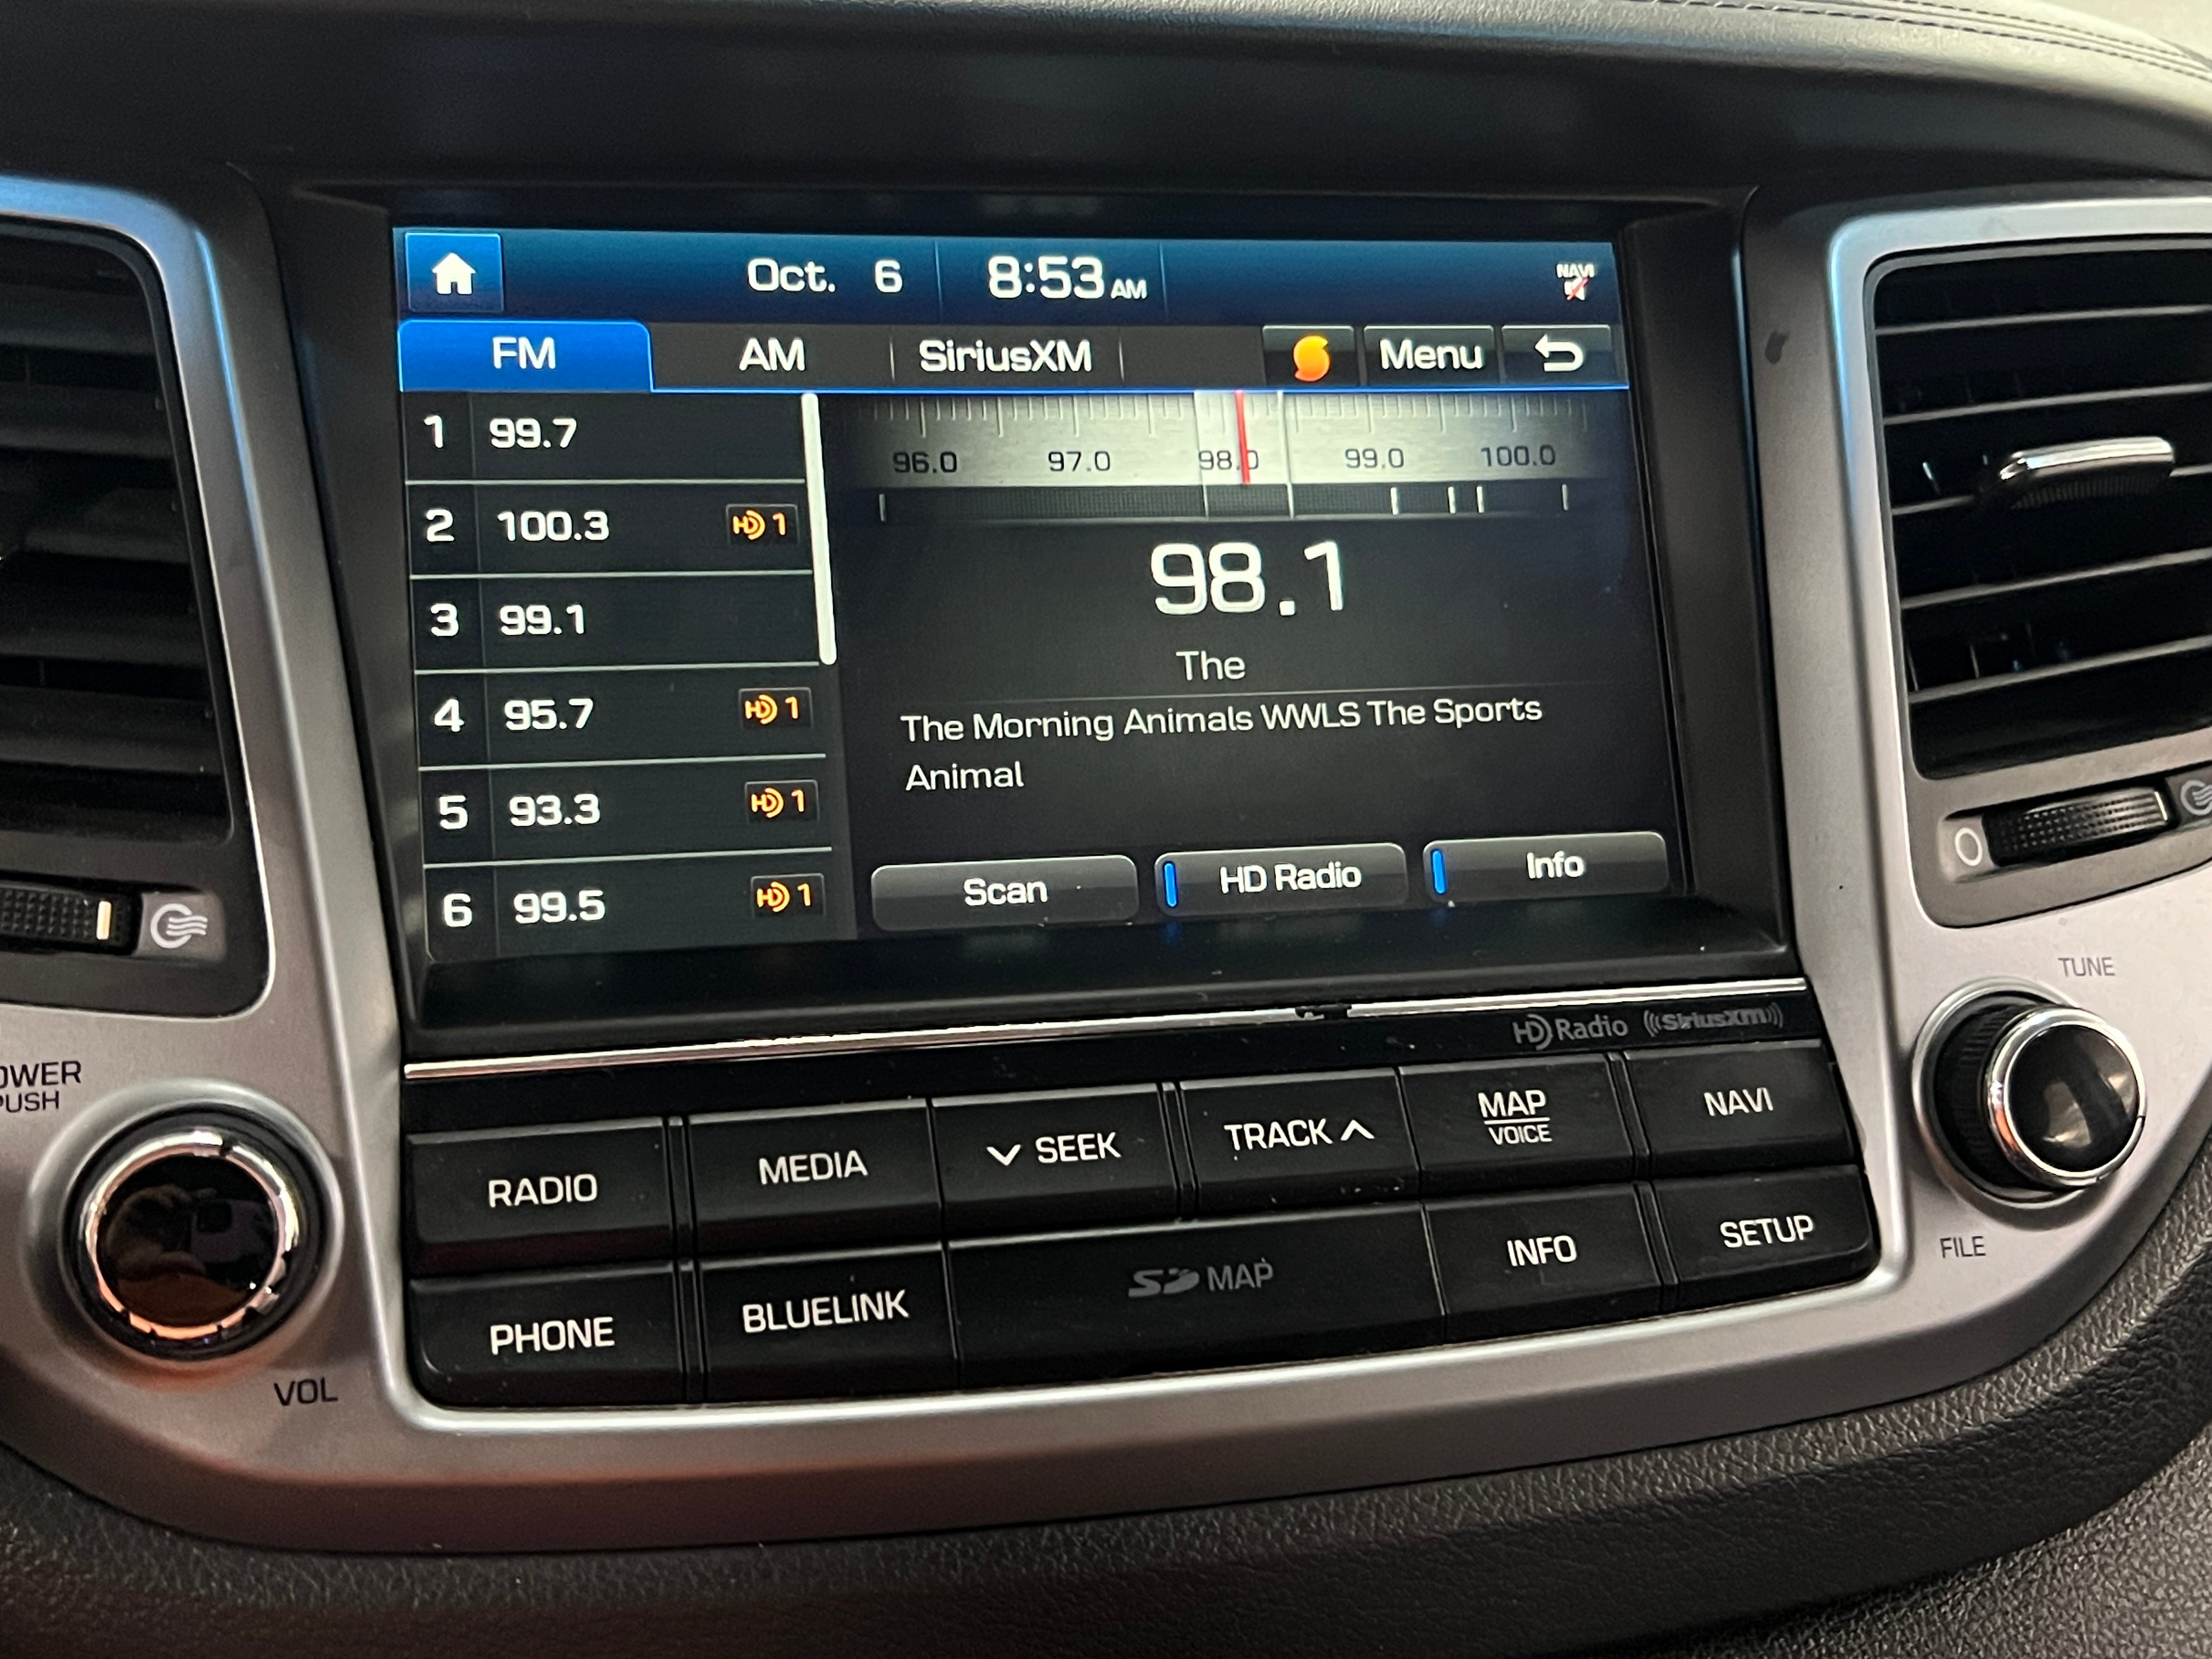 Oct. 6 8:53 AM NAVI
FM AM SiriusXM Menu
1 99.7
2 100.3 HD 1
3 99.1
4 95.7 HD 1
5 93.3 HD 1
6 99.5 HD 1
96.0 97.0 98.0 99.0 100.0
98.1
The
The Morning Animals WWLS The Sports
Animal
Scan HD Radio Info
HD Radio ((SiriusXM))
TUNE
FILE
OWER
PUSH
VOL
RADIO MEDIA SEEK TRACK MAP
VOICE NAVI
PHONE BLUELINK SD MAP INFO SETUP